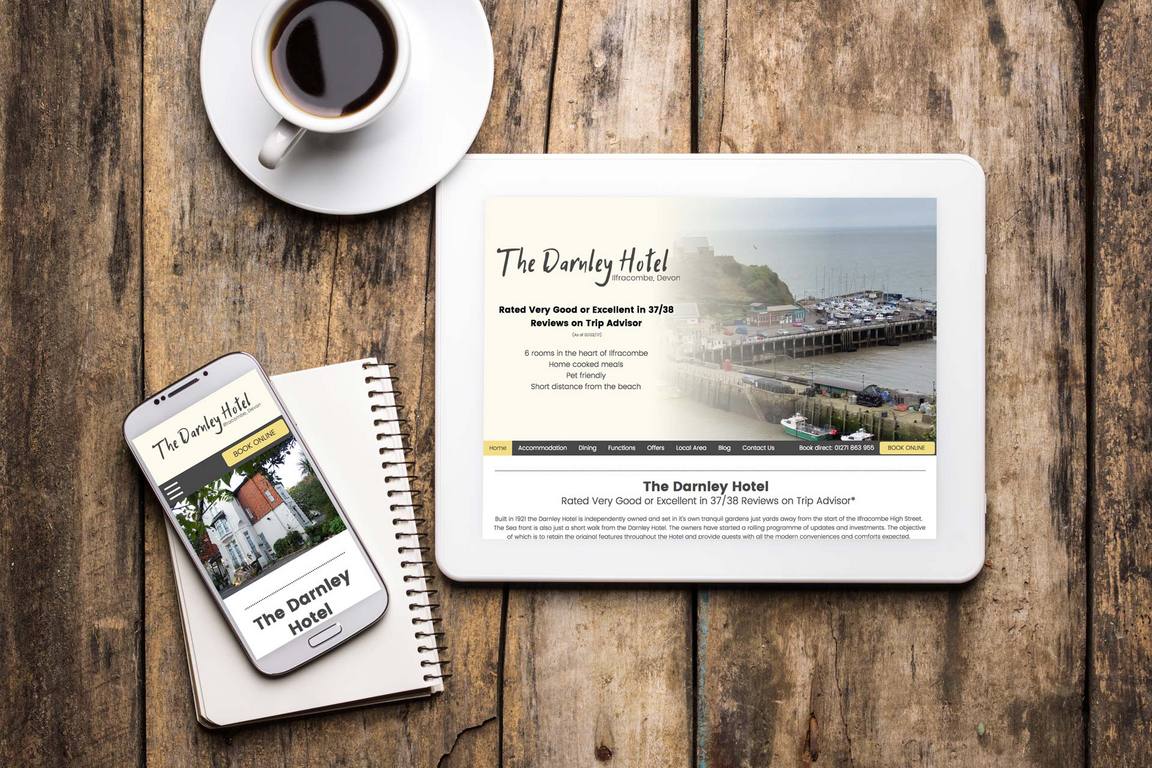 The Darnley Hotel
Ilfracombe, Devon
Rated Very Good or Excellent in 37/38
Reviews on Trip Advisor
6 rooms in the heart of Ilfracombe
Home cooked meals
Pet friendly
Short distance from the beach
Home Accommodation Dining Functions Offers Local Area Blog Contact Us Book direct: 01271 863 955 BOOK ONLINE
The Darnley Hotel
Rated Very Good or Excellent in 37/38 Reviews on Trip Advisor*
Built in 1921 the Darnley Hotel is independently owned and set in it's own tranquil gardens just yards away from the start of the Ilfracombe High Street.
The Sea front is also just a short walk from the Darnley Hotel. The owners have started a rolling programme of updates and investments. The objective
of which is to retain the original features throughout the Hotel and provide guests with all the modern conveniences and comforts expected.
The Darnley Hotel
Ilfracombe, Devon
BOOK ONLINE
The Darnley
Hotel